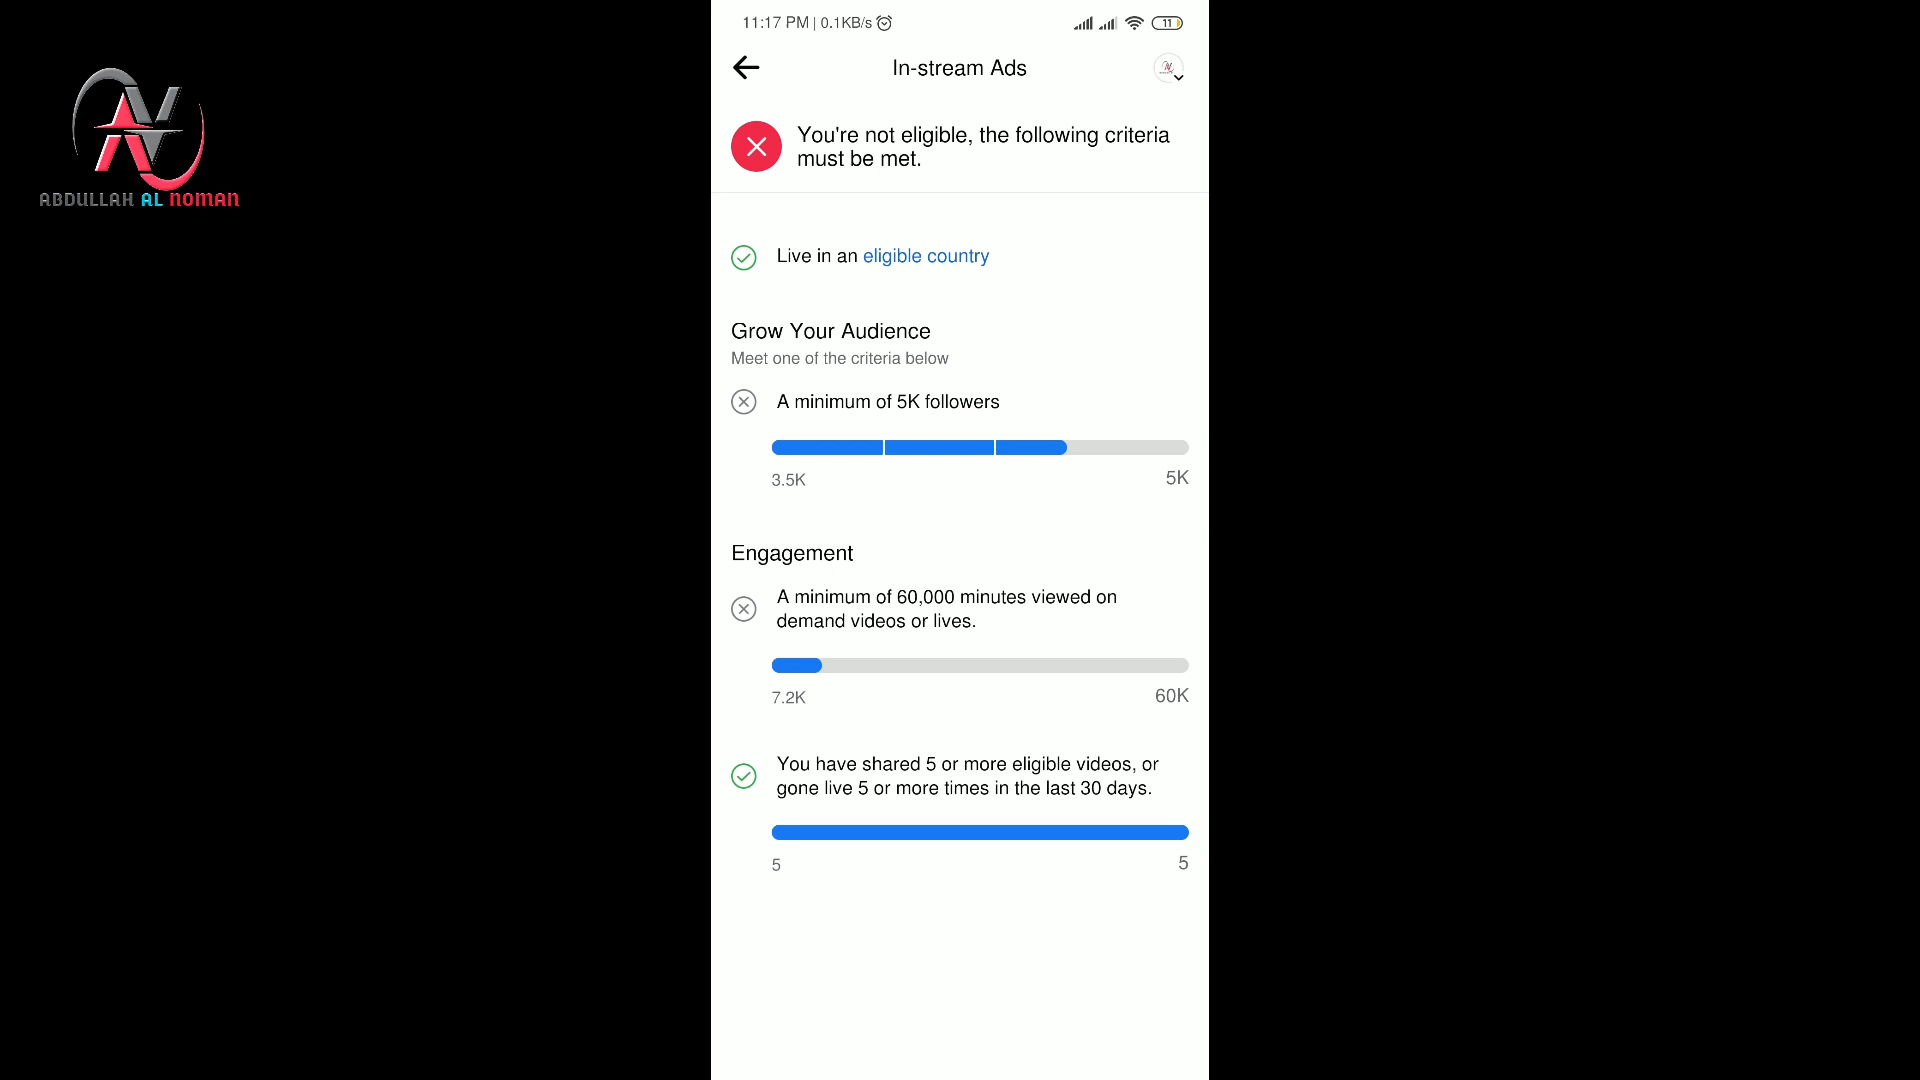 11:17 PM | 0.1KB/s
11
In-stream Ads
You're not eligible, the following criteria
must be met.
ABDULLAH AL NOMAN
Live in an eligible country
Grow Your Audience
Meet one of the criteria below
A minimum of 5K followers
3.5K 5K
Engagement
A minimum of 60,000 minutes viewed on
demand videos or lives.
7.2K 60K
You have shared 5 or more eligible videos, or
gone live 5 or more times in the last 30 days.
5 5